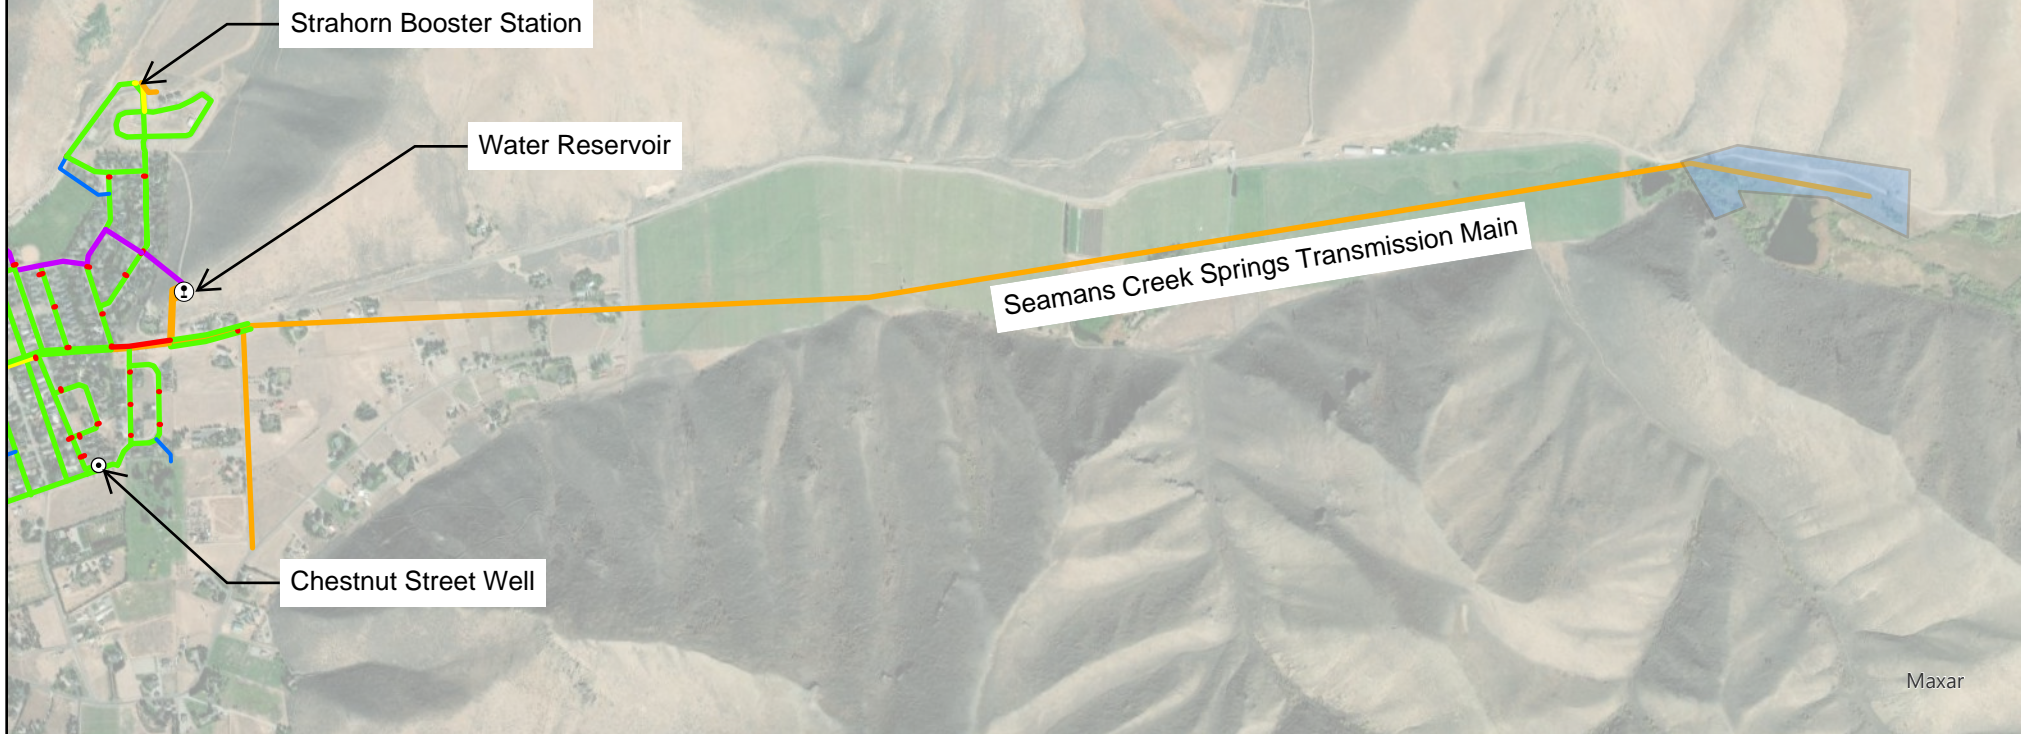 Strahorn Booster Station
Water Reservoir
Seamans Creek Springs Transmission Main
Chestnut Street Well
Maxar